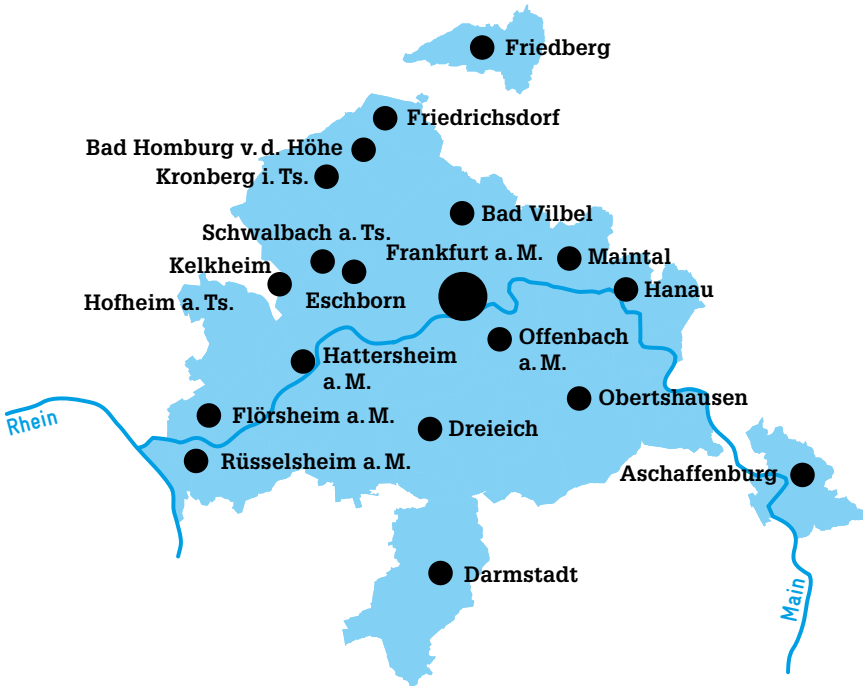 Friedberg
Friedrichsdorf
Bad Homburg v. d. Höhe
Kronberg i. Ts.
Bad Vilbel
Schwalbach a. Ts.
Frankfurt a. M.
Maintal
Kelkheim
Hanau
Hofheim a. Ts.
Eschborn
Offenbach
a. M.
Hattersheim
a. M.
Obertshausen
Flörsheim a. M.
Rhein
Dreieich
Rüsselsheim a. M.
Aschaffenburg
Darmstadt
Main